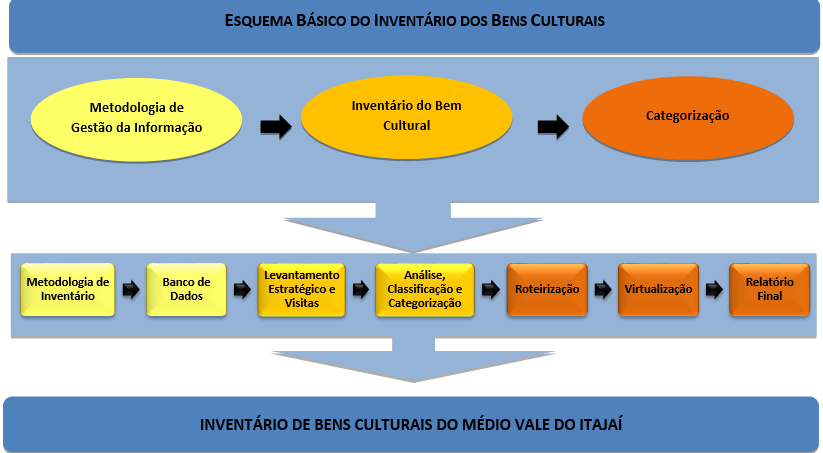 ESQUEMA BÁSICO DO INVENTÁRIO DOS BENS CULTURAIS
Metodologia de
Gestão da Informação
Inventário do Bem
Cultural
Categorização
Metodologia de
Inventário
Banco de
Dados
Levantamento
Estratégico e
Visitas
Análise,
Classificação e
Categorização
Roteirização
Virtualização
Relatório
Final
INVENTÁRIO DE BENS CULTURAIS DO MÉDIO VALE DO ITAJAÍ